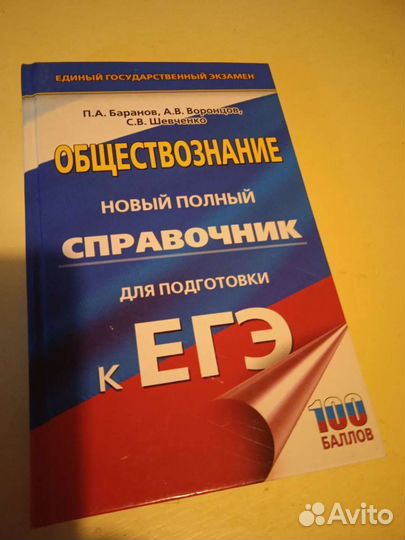 ЕДИНЫЙ ГОСУДАРСТВЕННЫЙ ЭКЗАМЕН
П.А. Баранов, А.В. Воронцов,
С.В. Шевченко
ОБЩЕСТВОЗНАНИЕ
НОВЫЙ ПОЛНЫЙ
СПРАВОЧНИК
ДЛЯ ПОДГОТОВКИ
К ЕГЭ
100
БАЛЛОВ
Avito